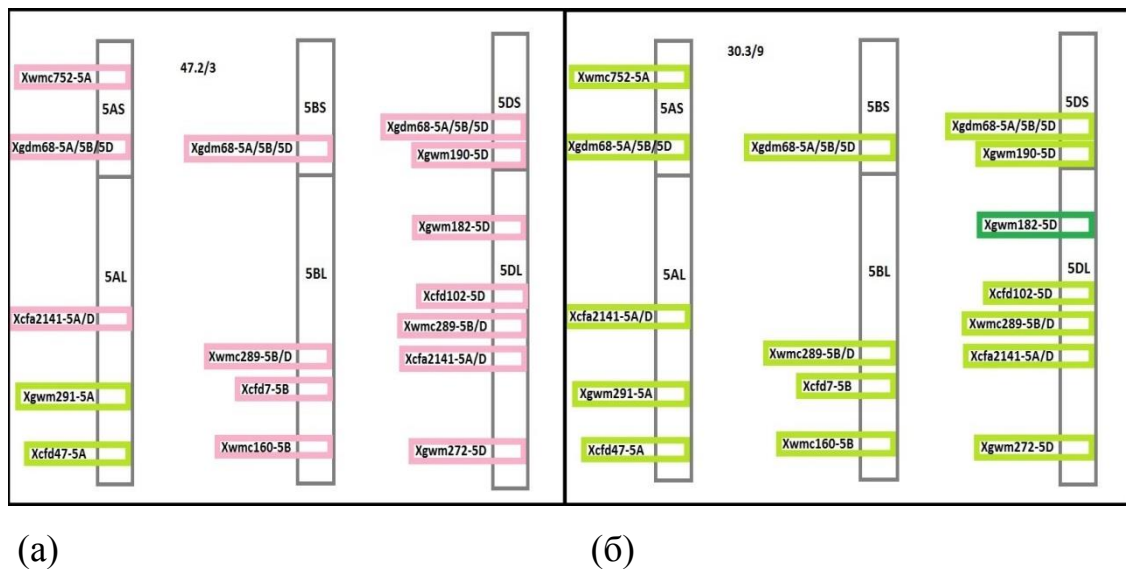 47.2/3
5AS
5AL
Xwmc752-5A
Xgdm68-5A/5B/5D
Xcfa2141-5A/D
Xgwm291-5A
Xcfd47-5A
5BS
5BL
Xgdm68-5A/5B/5D
Xwmc289-5B/D
Xcfd7-5B
Xwmc160-5B
5DS
5DL
Xgdm68-5A/5B/5D
Xgwm190-5D
Xgwm182-5D
Xcfd102-5D
Xwmc289-5B/D
Xcfa2141-5A/D
Xgwm272-5D
(а)
30.3/9
5AS
5AL
Xwmc752-5A
Xgdm68-5A/5B/5D
Xcfa2141-5A/D
Xgwm291-5A
Xcfd47-5A
5BS
5BL
Xgdm68-5A/5B/5D
Xwmc289-5B/D
Xcfd7-5B
Xwmc160-5B
5DS
5DL
Xgdm68-5A/5B/5D
Xgwm190-5D
Xgwm182-5D
Xcfd102-5D
Xwmc289-5B/D
Xcfa2141-5A/D
Xgwm272-5D
(б)